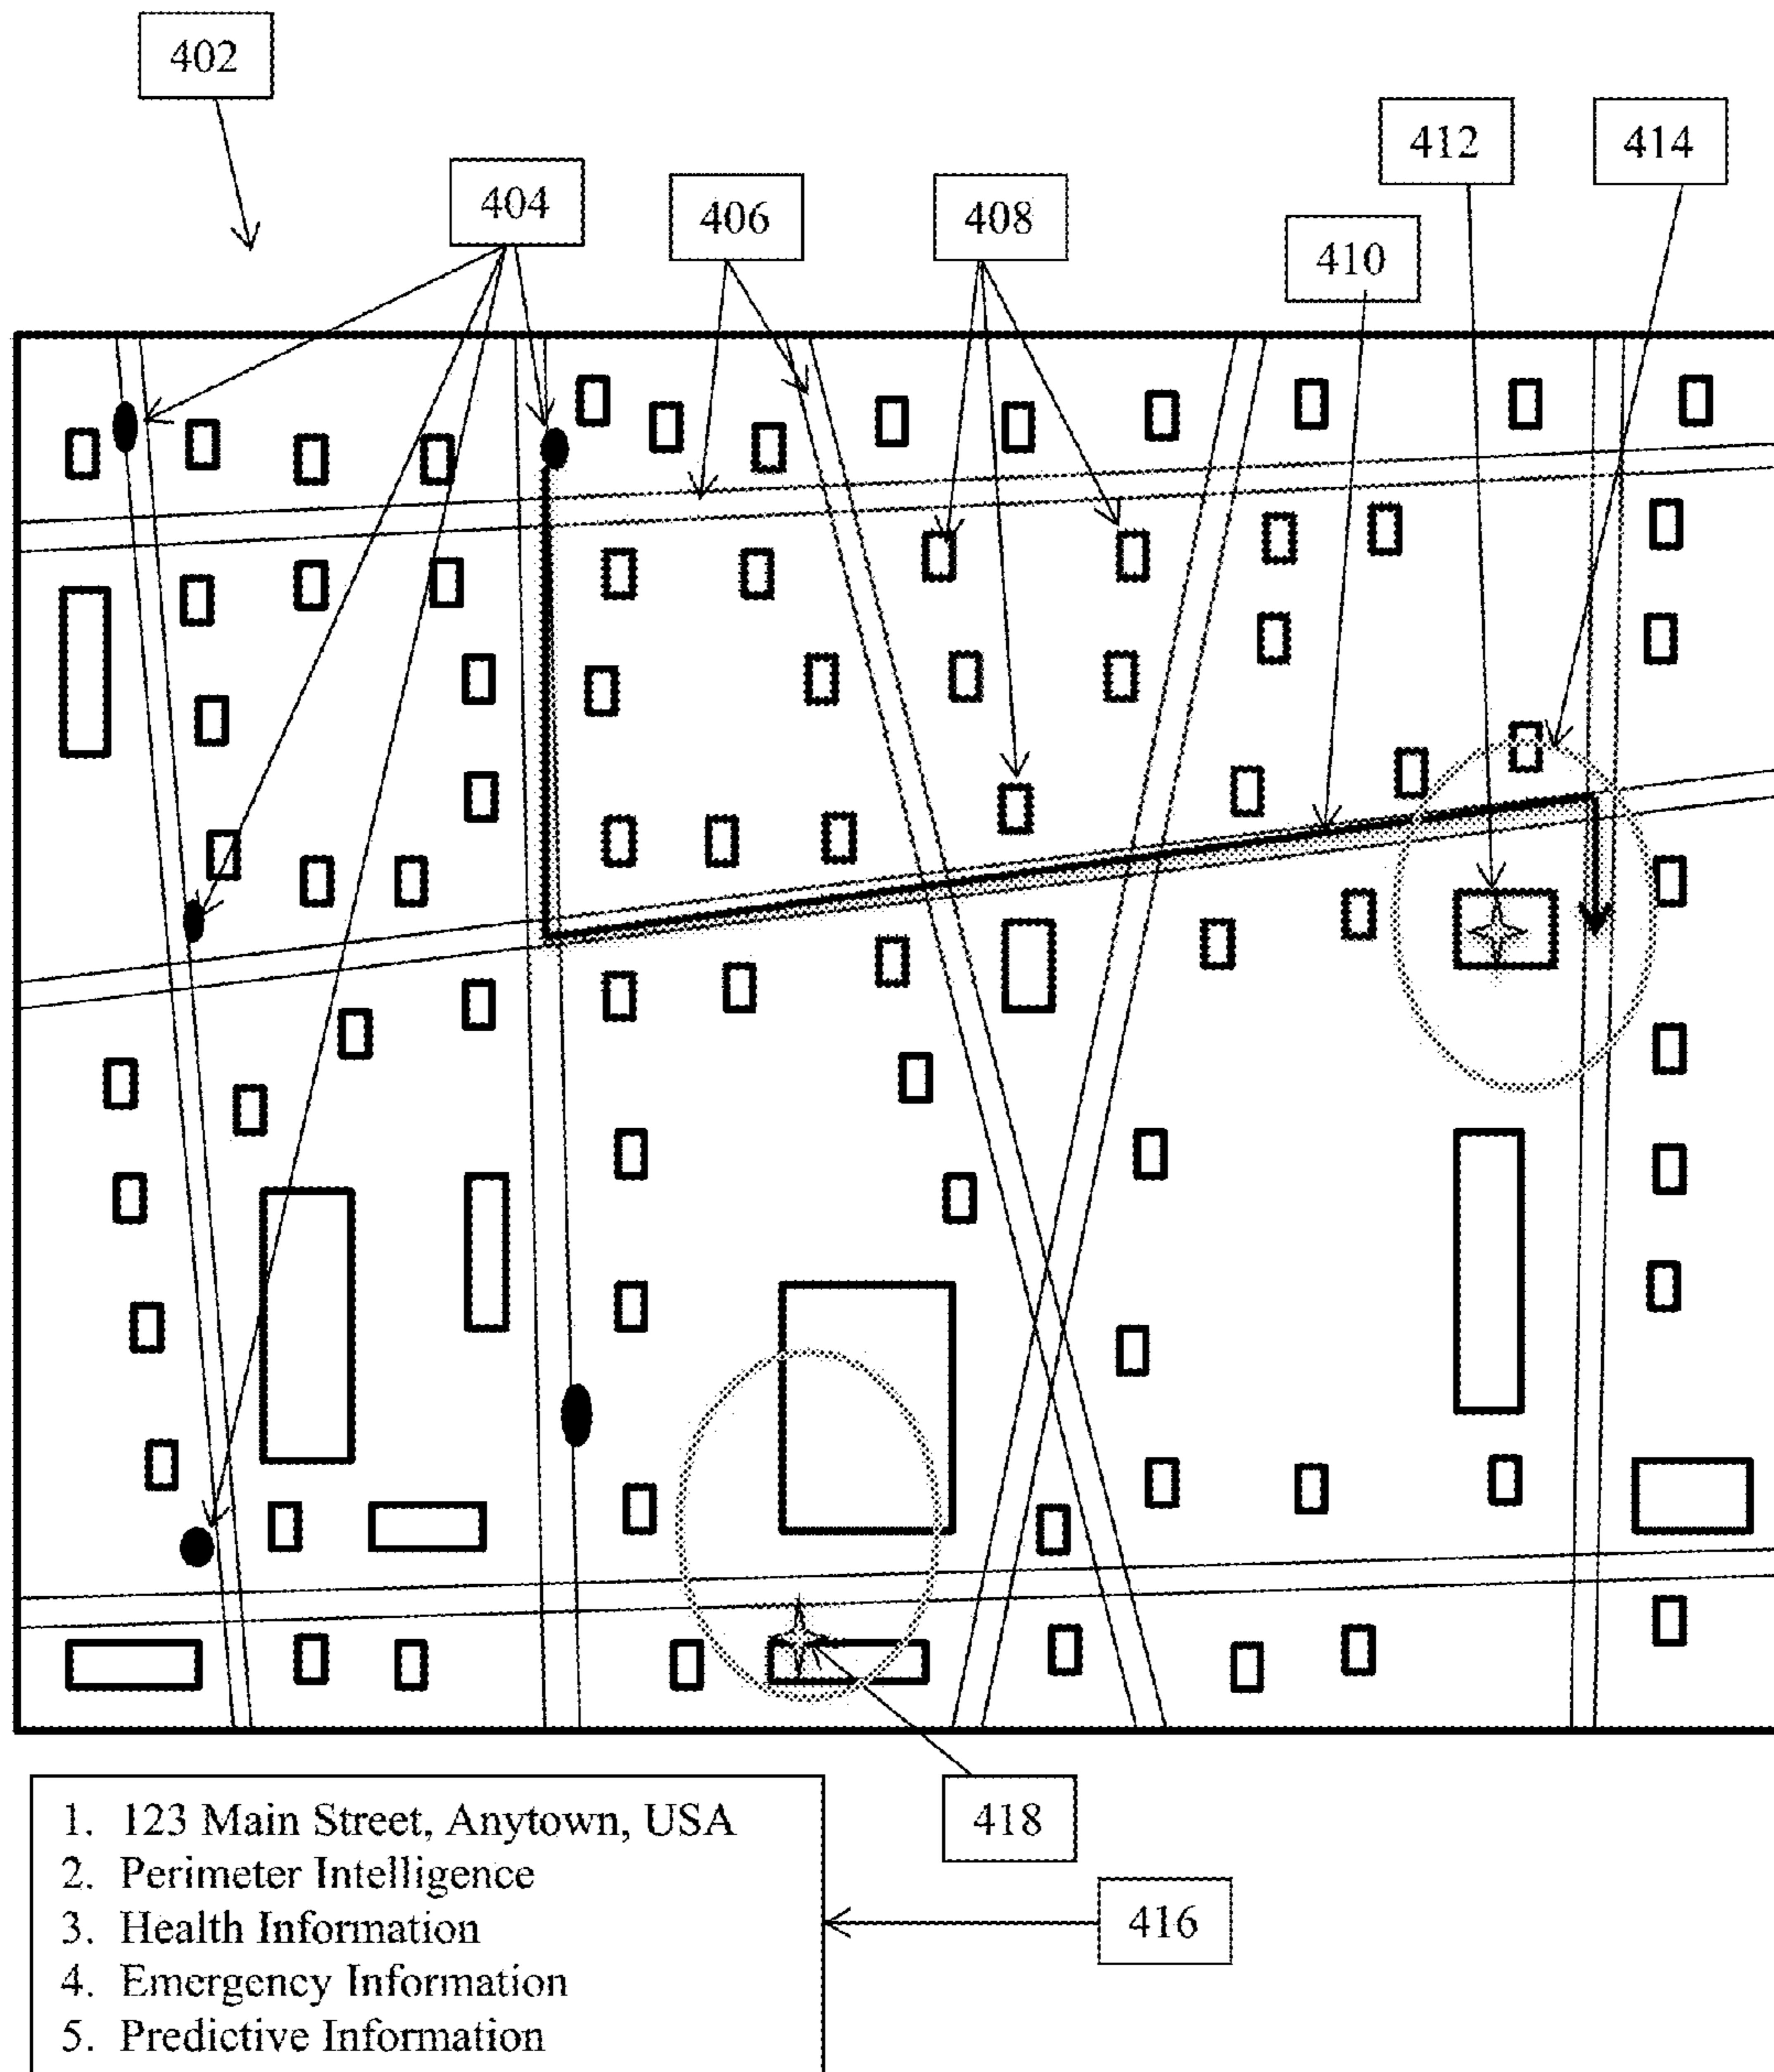 402
412
414
404
406
408
410
1. 123 Main Street, Anytown, USA
2. Perimeter Intelligence
3. Health Information
4. Emergency Information
5. Predictive Information
418
416